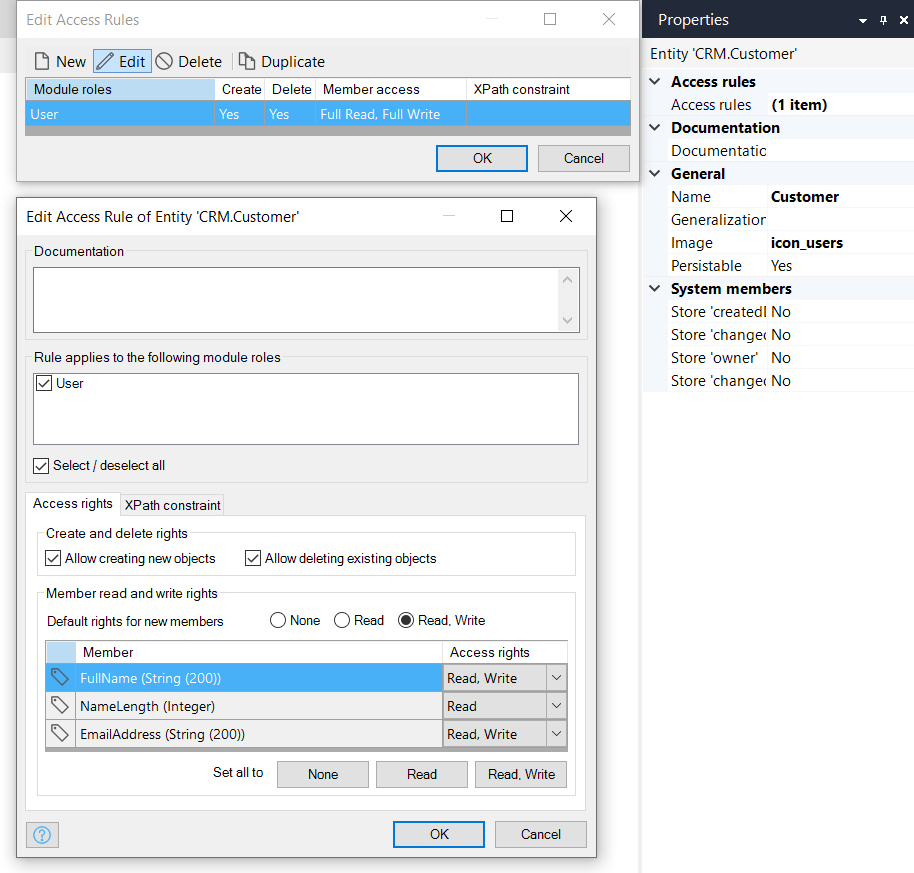 Edit Access Rules
New Edit Delete Duplicate
Module roles Create Delete Member access XPath constraint
User Yes Yes Full Read, Full Write
OK Cancel
Edit Access Rule of Entity 'CRM.Customer'
Documentation
Rule applies to the following module roles
User
Select / deselect all
Access rights XPath constraint
Create and delete rights
Allow creating new objects Allow deleting existing objects
Member read and write rights
Default rights for new members None Read Read, Write
Member Access rights
FullName (String (200)) Read, Write
NameLength (Integer) Read
EmailAddress (String (200)) Read, Write
Set all to None Read Read, Write
OK Cancel
Properties
Entity 'CRM.Customer'
Access rules
Access rules (1 item)
Documentation
Documentatic
General
Name Customer
Generalization
Image icon_users
Persistable Yes
System members
Store 'created No
Store 'change No
Store 'owner' No
Store 'change No